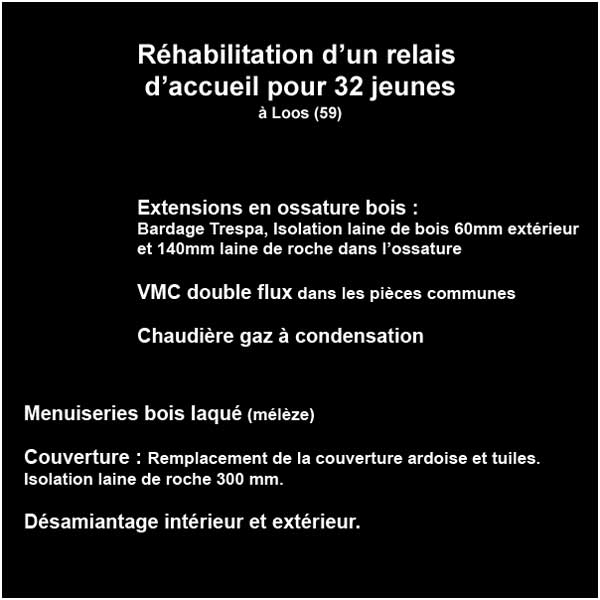 Réhabilitation d’un relais
d’accueil pour 32 jeunes
à Loos (59)
Extensions en ossature bois :
Bardage Trespa, Isolation laine de bois 60mm extérieur
et 140mm laine de roche dans l’ossature
VMC double flux dans les pièces communes
Chaudière gaz à condensation
Menuiseries bois laqué (mélèze)
Couverture : Remplacement de la couverture ardoise et tuiles.
Isolation laine de roche 300 mm.
Désamiantage intérieur et extérieur.